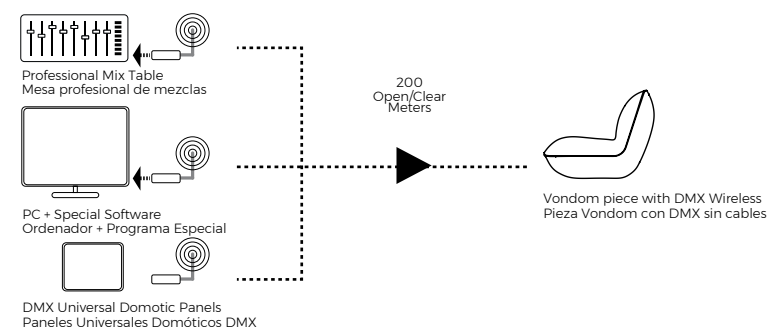 Professional Mix Table
Mesa profesional de mezclas
200
Open/Clear
Meters
PC + Special Software
Ordenador + Programa Especial
Vondom piece with DMX Wireless
Pieza Vondom con DMX sin cables
DMX Universal Domotic Panels
Paneles Universales Domóticos DMX